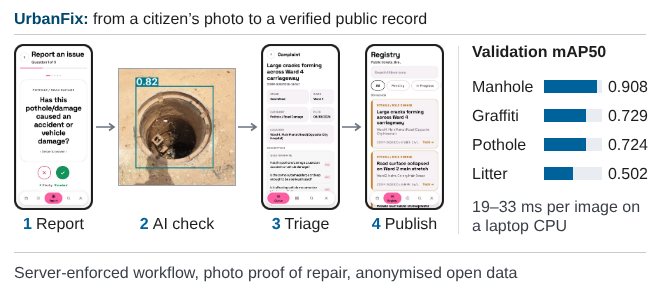 UrbanFix: from a citizen's photo to a verified public record
Report an issue
Has this
pothole/damage
caused an
accident or
vehicle
damage?
1 Report
0.82
2 AI check
Complaint
Large cracks forming
across Ward 4
carriageway
3 Triage
Registry
Large cracks forming
across Ward 4
carriageway
Road surface collapsed
on Ward 2 main stretch
4 Publish
Validation mAP50
Manhole 0.908
Graffiti 0.729
Pothole 0.724
Litter 0.502
19–33 ms per image on
a laptop CPU
Server-enforced workflow, photo proof of repair, anonymised open data